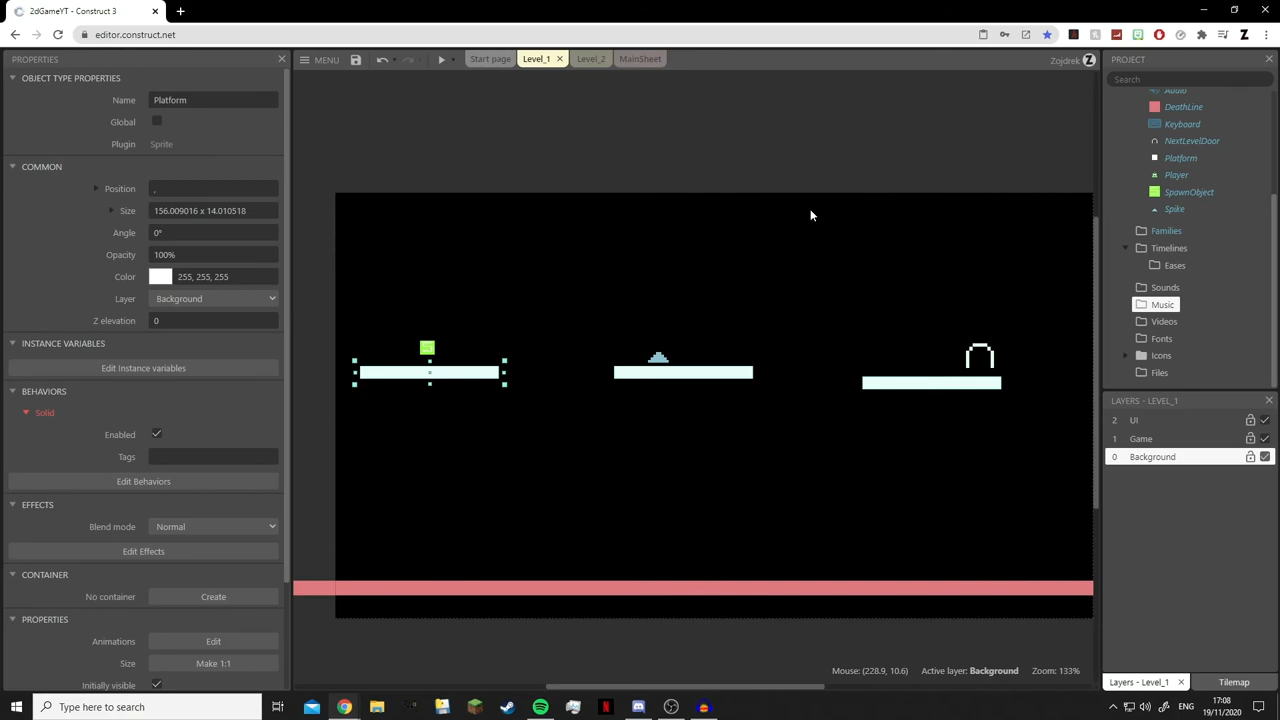 2dGameYT - Construct 3
editor.construct.net
PROPERTIES
MENU
Start page
Level_1
Level_2
MainSheet
Zojdrek
PROJECT
Search
OBJECT TYPE PROPERTIES
Name
Platform
Global
Plugin
Sprite
COMMON
Position
,
Size
156.009016 x 14.010518
Angle
0°
Opacity
100%
Color
255, 255, 255
Layer
Background
Z elevation
0
INSTANCE VARIABLES
Edit Instance variables
BEHAVIORS
Solid
Enabled
Tags
Edit Behaviors
EFFECTS
Blend mode
Normal
Edit Effects
CONTAINER
No container
Create
PROPERTIES
Animations
Edit
Size
Make 1:1
Initially visible
Audio
DeathLine
Keyboard
NextLevelDoor
Platform
Player
SpawnObject
Spike
Families
Timelines
Eases
Sounds
Music
Videos
Fonts
Icons
Files
LAYERS - LEVEL_1
2 UI
1 Game
0 Background
Mouse: (228.9, 10.6)
Active layer: Background
Zoom: 133%
Layers - Level_1
Tilemap
Type here to search
ENG
17:08
19/11/2020